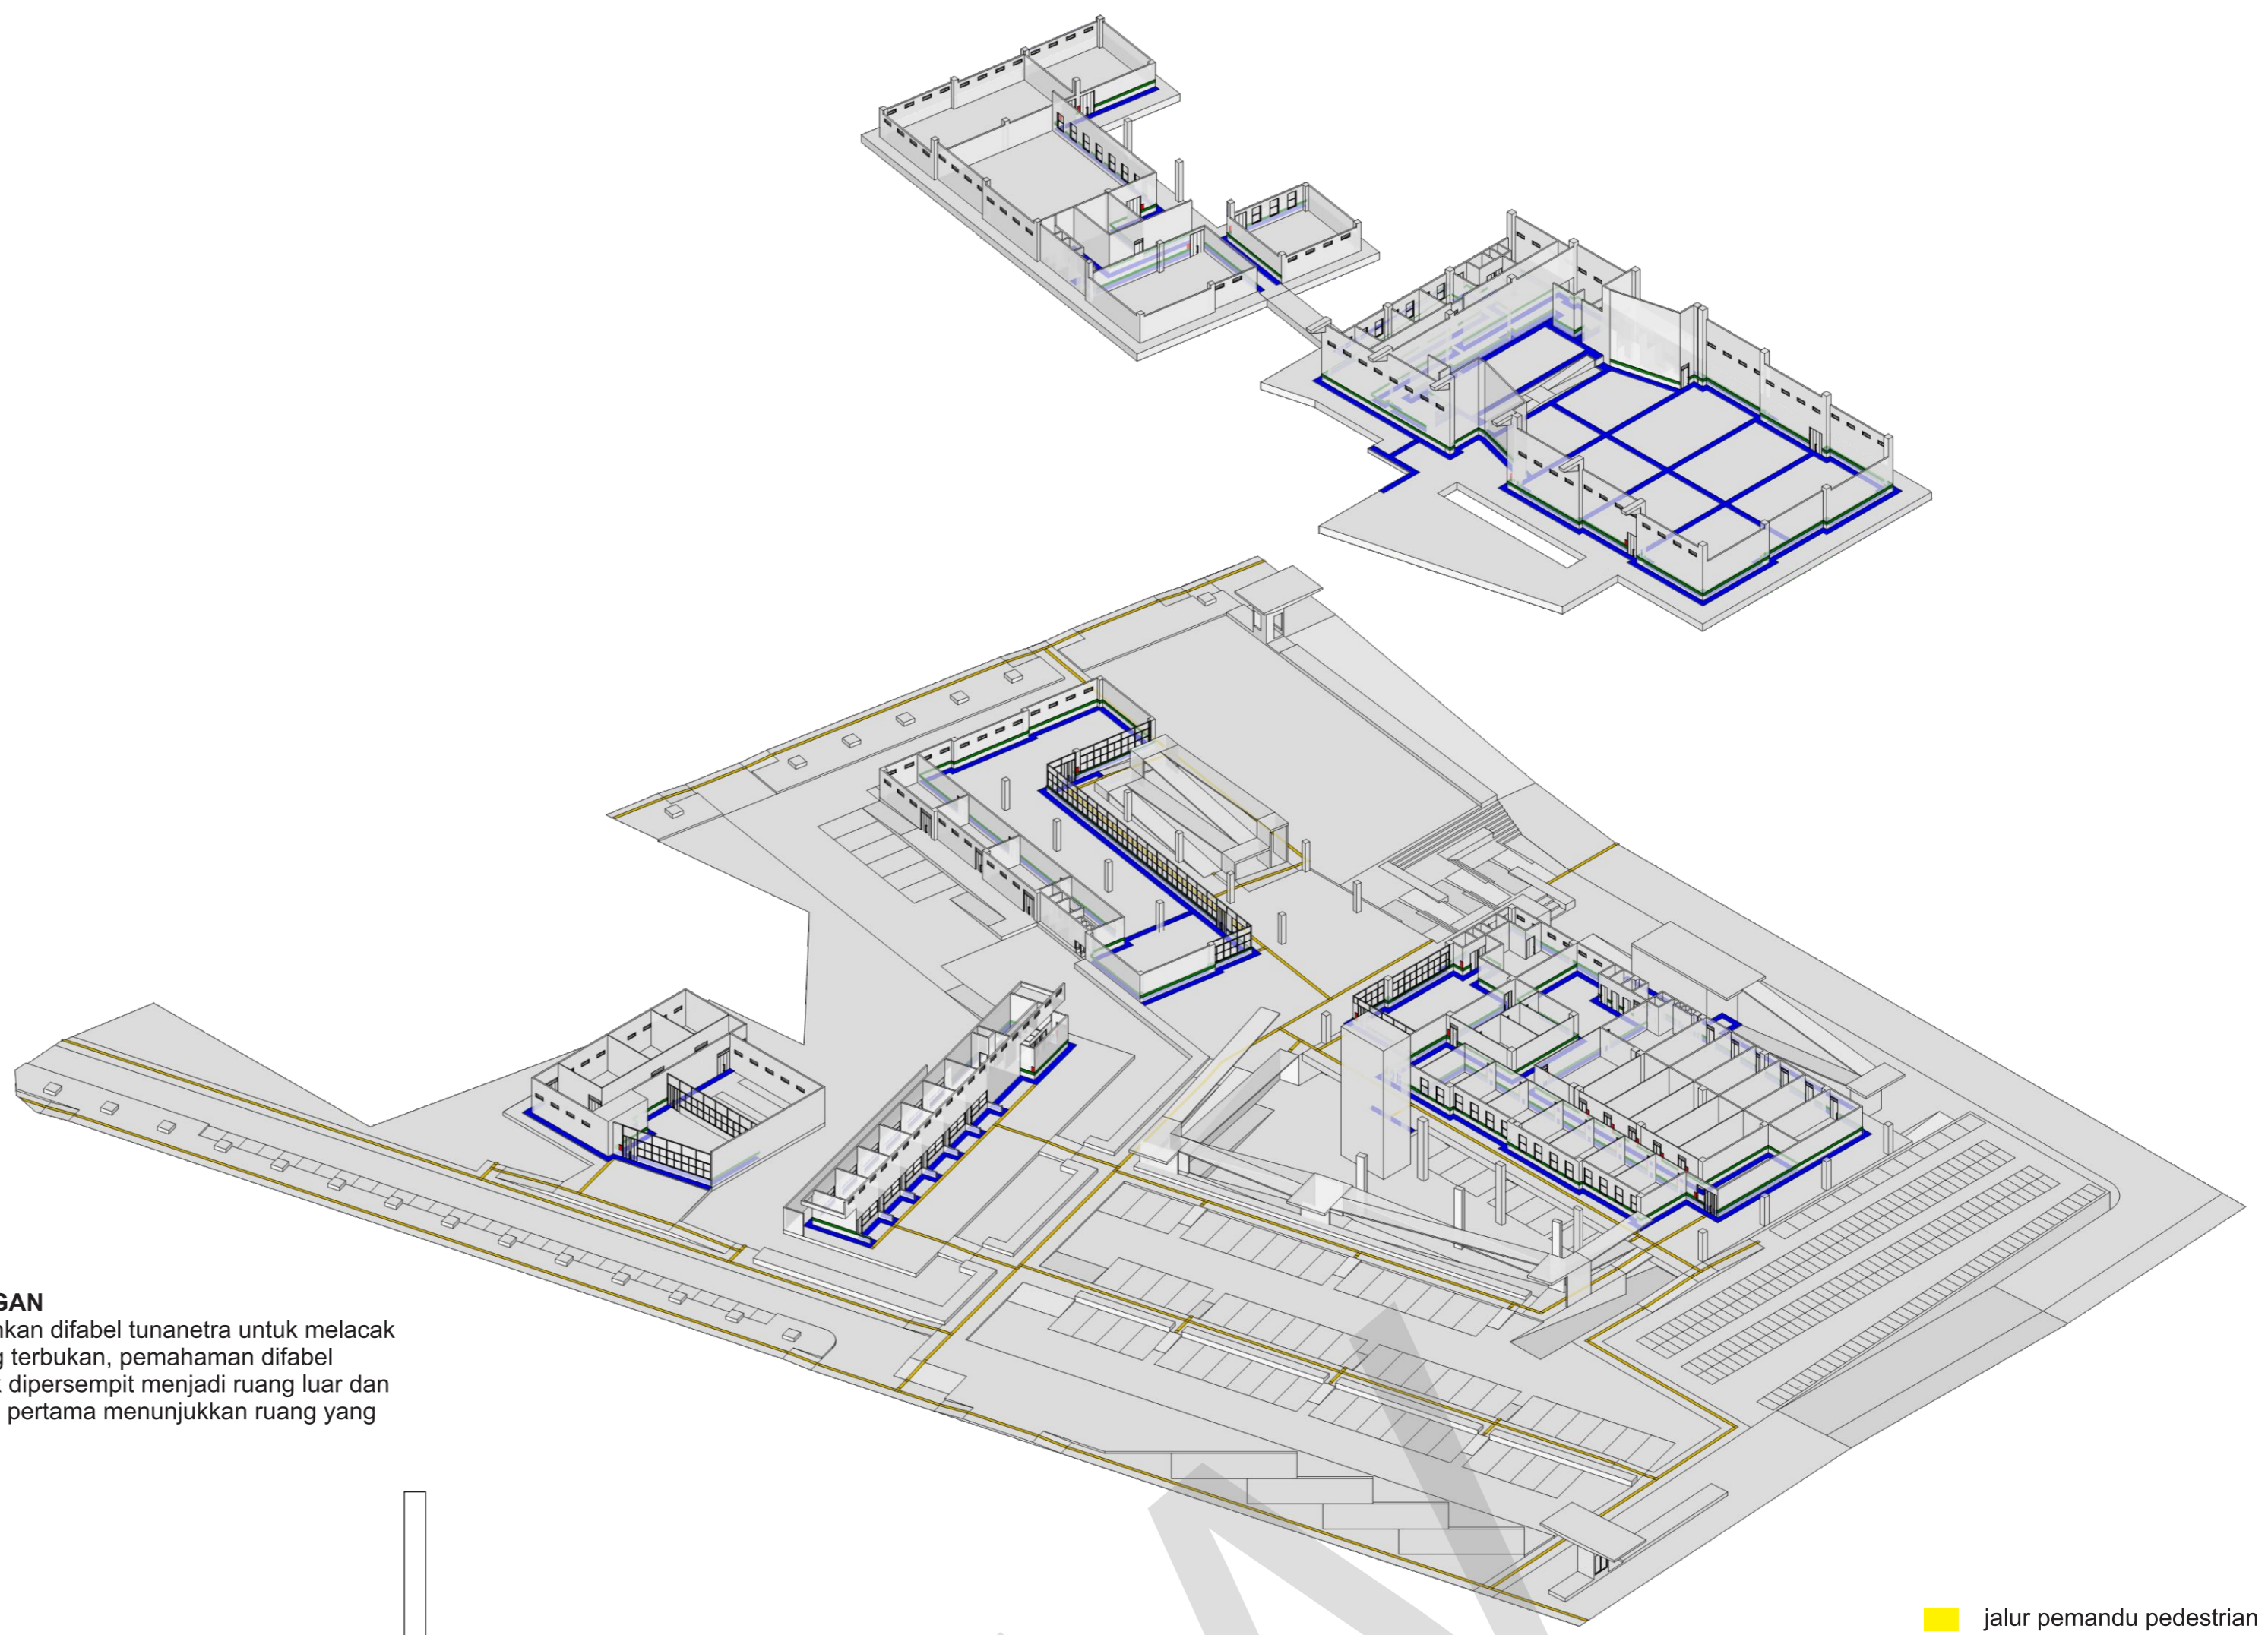 GAN
nkan difabel tunanetra untuk melacak
g terbukan, pemahaman difabel
k dipersempit menjadi ruang luar dan
pertama menunjukkan ruang yang
jalur pemandu pedestrian